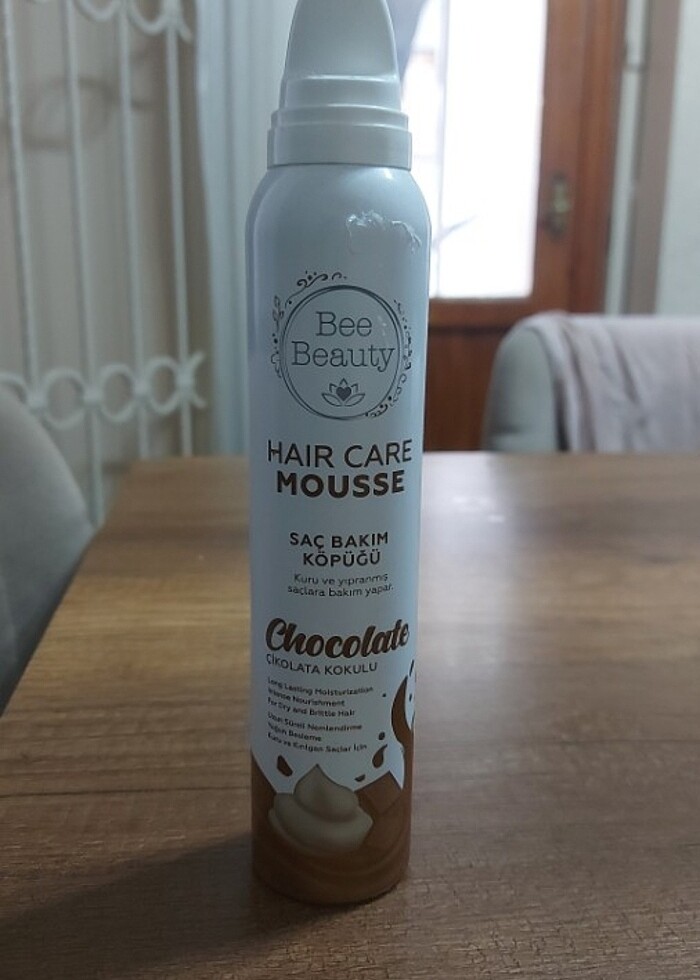 Bee
Beauty
HAIR CARE
MOUSSE
SAÇ BAKIM
KÖPÜĞÜ
Kuru ve yıpranmış
saçlara bakım yapar.
Chocolate
ÇİKOLATA KOKULU
Long Lasting Moisturization
Intense Nourishment
For Dry and Brittle Hair
Uzun Süreli Nemlendirme
Yoğun Besleme
Kuru ve Kırılgan Saçlar İçin